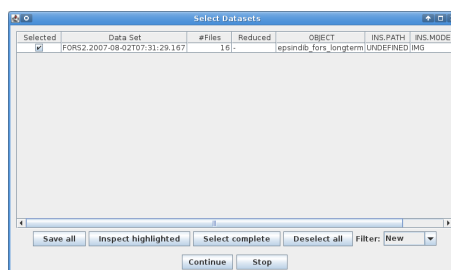 Select Datasets
Selected Data Set #Files Reduced OBJECT INS.PATH INS.MODE
FORS2.2007-08-02T07:31:29.167 16 - epsindib_fors_longterm UNDEFINED IMG
Save all Inspect highlighted Select complete Deselect all Filter: New
Continue Stop